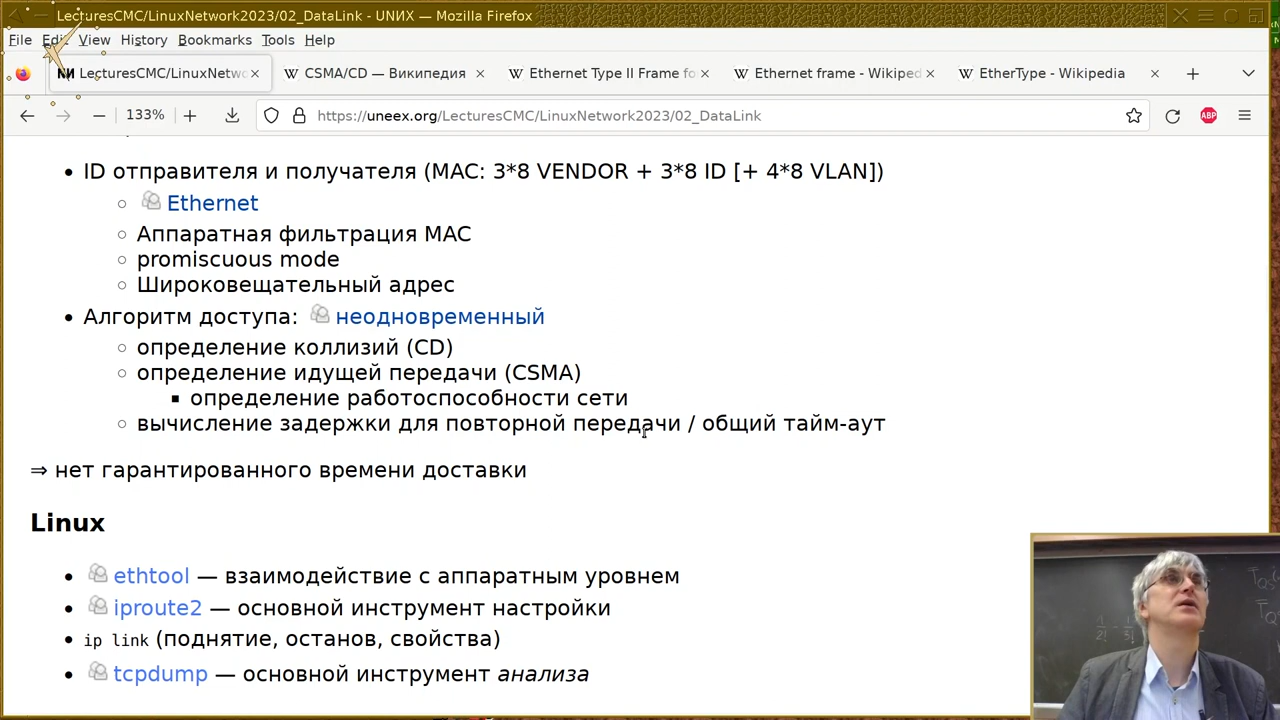 LecturesCMC/LinuxNetwork2023/02_DataLink - UNИX — Mozilla Firefox
File Edit View History Bookmarks Tools Help
LecturesCMC/LinuxNetwo
CSMA/CD — Википедия
Ethernet Type II Frame fo
Ethernet frame - Wikiped
EtherType - Wikipedia
133%
https://uneex.org/LecturesCMC/LinuxNetwork2023/02_DataLink
ABP
ID отправителя и получателя (MAC: 3*8 VENDOR + 3*8 ID [+ 4*8 VLAN])
Ethernet
Аппаратная фильтрация MAC
promiscuous mode
Широковещательный адрес
Алгоритм доступа: неодновременный
определение коллизий (CD)
определение идущей передачи (CSMA)
определение работоспособности сети
вычисление задержки для повторной передачи / общий тайм-аут
⇒ нет гарантированного времени доставки
Linux
ethtool — взаимодействие с аппаратным уровнем
iproute2 — основной инструмент настройки
ip link (поднятие, останов, свойства)
tcpdump — основной инструмент анализа